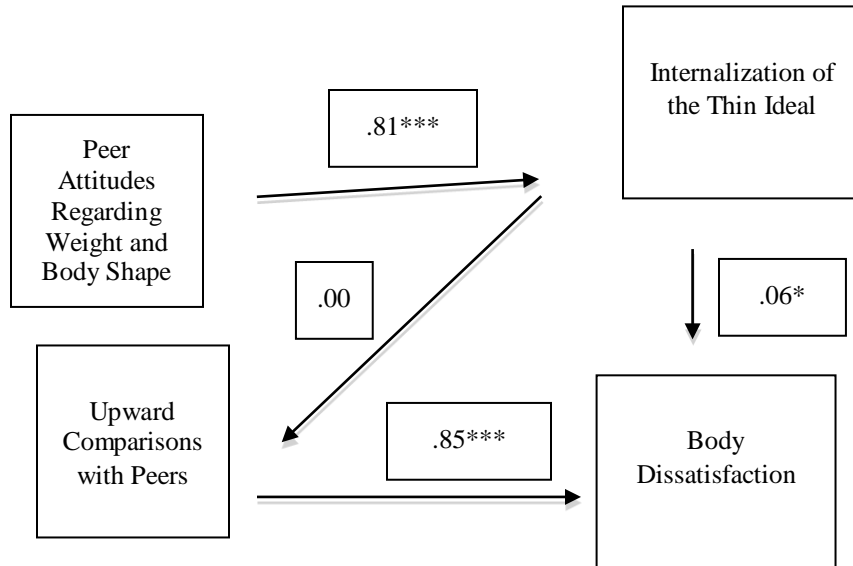 Internalization of
the Thin Ideal
.81***
Peer
Attitudes
Regarding
Weight and
Body Shape
.00
.06*
Upward
Comparisons
with Peers
.85***
Body
Dissatisfaction